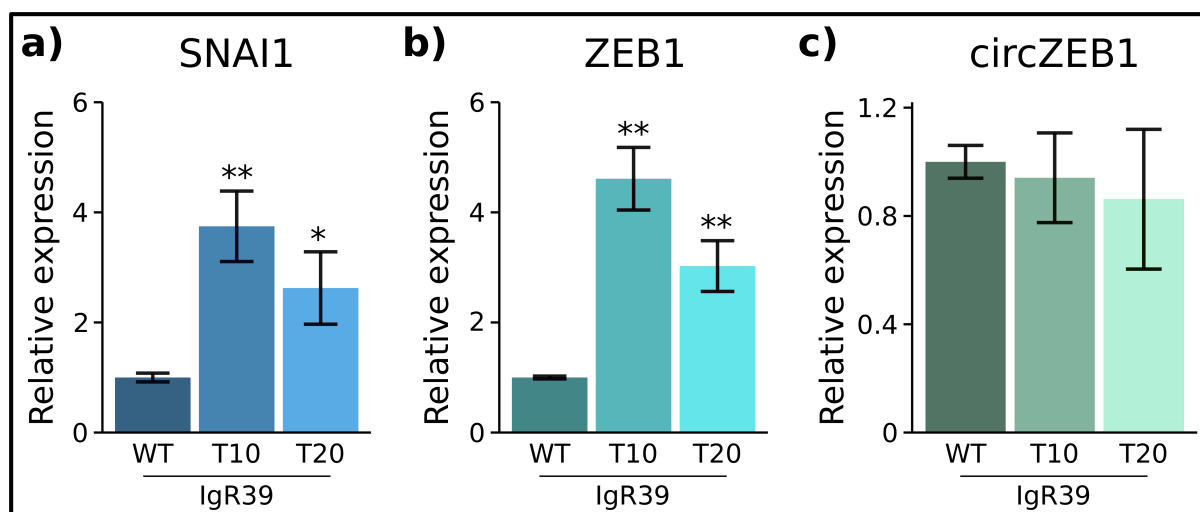 a)
SNAI1
Relative expression
6
4
2
0
**
*
WT T10 T20
IgR39
b)
ZEB1
Relative expression
6
4
2
0
**
**
WT T10 T20
IgR39
c)
circZEB1
Relative expression
1.2
0.8
0.4
0
WT T10 T20
IgR39